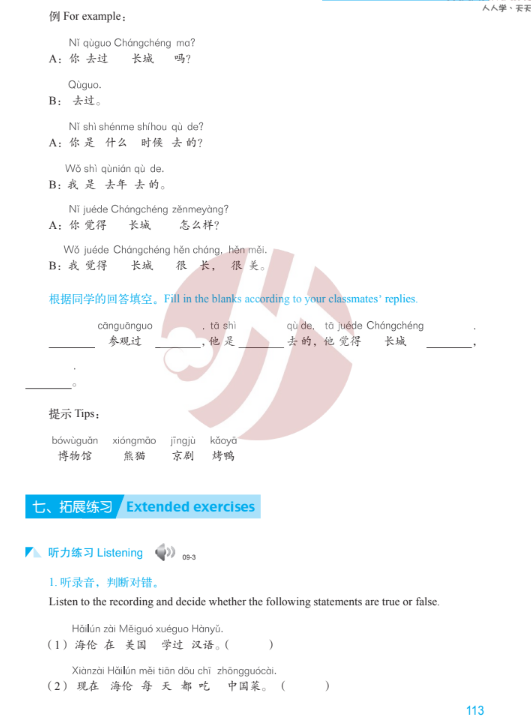 人人學·天天
例 For example:
Nǐ qùguo Chángchéng ma?
A: 你 去过 长城 吗?
Qùguo.
B: 去过。
Nǐ shì shénme shíhou qù de?
A: 你 是 什么 时候 去 的?
Wǒ shì qùnián qù de.
B: 我 是 去年 去 的。
Nǐ juéde Chángchéng zěnmeyàng?
A: 你 觉得 长城 怎么样?
Wǒ juéde Chángchéng hěn cháng, hěn měi.
B: 我 觉得 长城 很 长, 很 美。
根据同学的回答填空。Fill in the blanks according to your classmates' replies.
cānguānguo , tā shì qù de, tā juéde Chángchéng ,
________ 参观过 ________, 他 是 ________ 去 的, 他 觉得 长城 ________,
.
________。
提示 Tips:
bówùguǎn xióngmāo jīngjù kǎoyā
博物馆 熊猫 京剧 烤鸭
七、拓展练习 Extended exercises
听力练习 Listening 09-3
1. 听录音, 判断对错。
Listen to the recording and decide whether the following statements are true or false.
Hǎilún zài Měiguó xuéguo Hànyǔ.
(1) 海伦 在 美国 学过 汉语。( )
Xiànzài Hǎilún měi tiān dōu chī zhōngguócài.
(2) 现在 海伦 每 天 都 吃 中国菜。( )
113